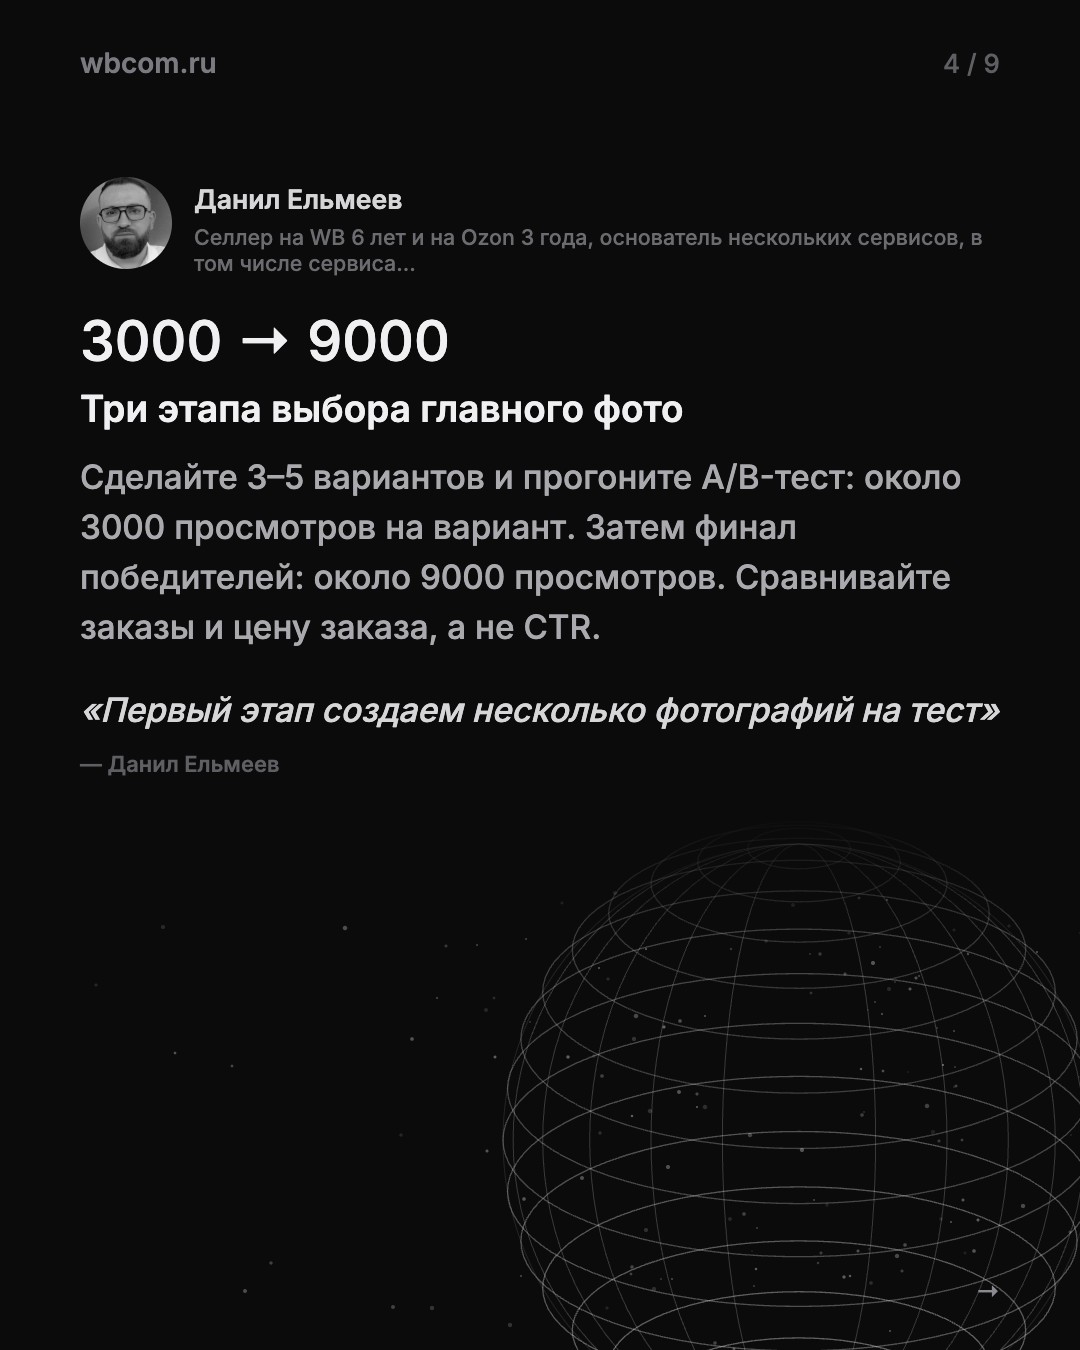 wbcom.ru
4 / 9
Данил Ельмеев
Селлер на WB 6 лет и на Ozon 3 года, основатель нескольких сервисов, в
том числе сервиса...
3000 → 9000
Три этапа выбора главного фото
Сделайте 3–5 вариантов и прогоните A/B-тест: около
3000 просмотров на вариант. Затем финал
победителей: около 9000 просмотров. Сравнивайте
заказы и цену заказа, а не CTR.
«Первый этап создаем несколько фотографий на тест»
— Данил Ельмеев
→